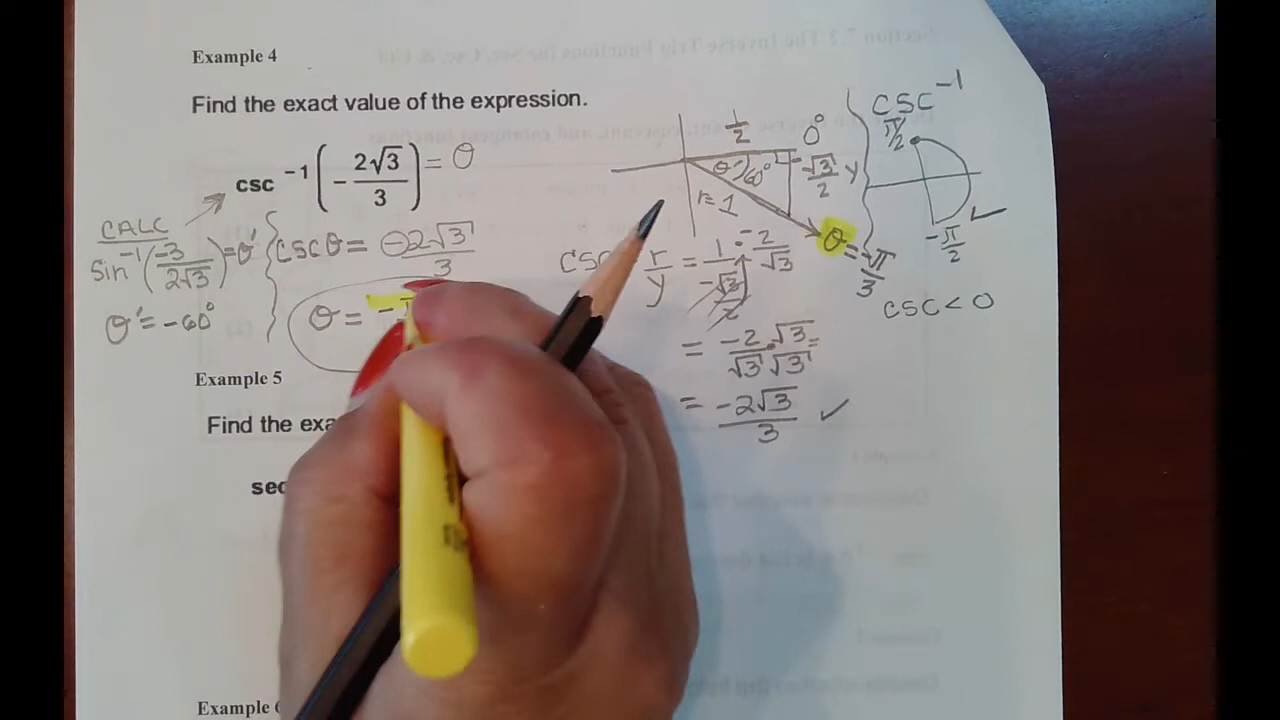 Example 4
Find the exact value of the expression.
csc ⁻¹(-2√3/3) = θ
CALC
sin⁻¹(-3/2√3) = θ'
θ' = -60°
cscθ = -2√3/3
θ = -
1/2
0°
θ' 60°
-√3/2 y
r = 1
θ = -π/3
csc
r/y = 1/(-√3/2) = -2/√3
= -2/√3 · √3/√3 =
= -2√3/3 ✓
csc⁻¹
π/2
-π/2 ✓
csc < 0
Example 5
Find the exa
sec
Example